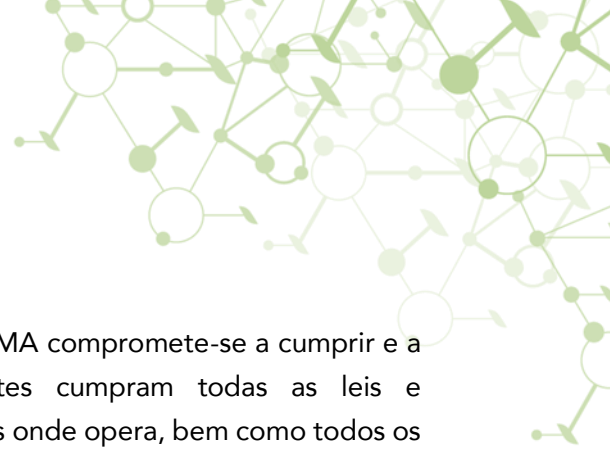 MA compromete-se a cumprir e a
tes cumpram todas as leis e
s onde opera, bem como todos os